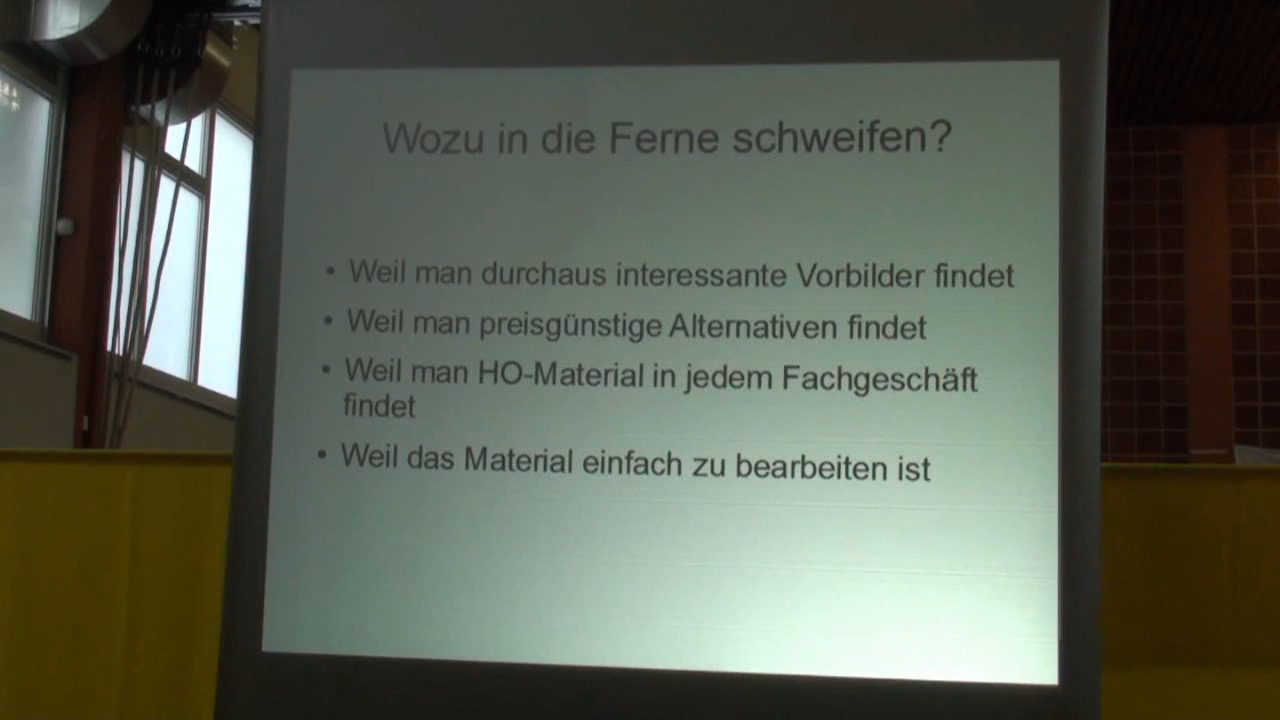 Wozu in die Ferne schweifen?
• Weil man durchaus interessante Vorbilder findet
• Weil man preisgünstige Alternativen findet
• Weil man HO-Material in jedem Fachgeschäft
findet
• Weil das Material einfach zu bearbeiten ist